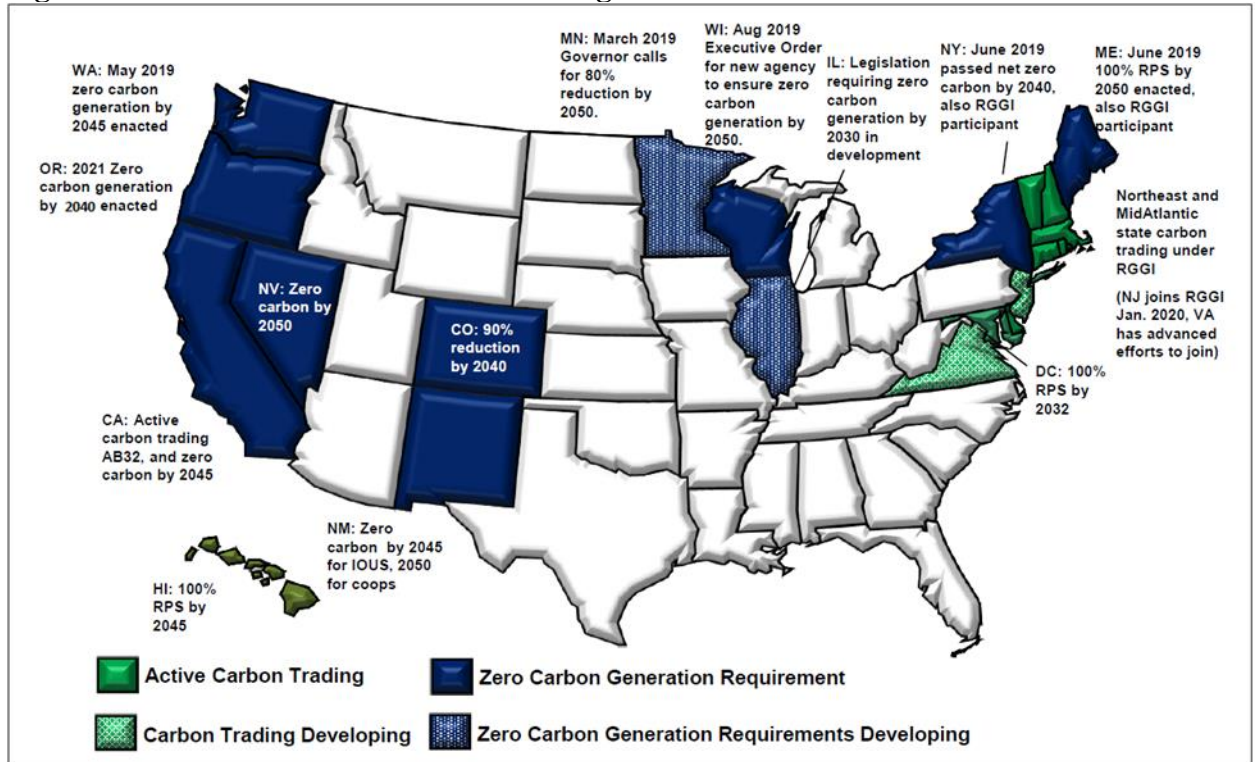 MN: March 2019
Governor calls
for 80%
reduction by
2050.
WI: Aug 2019
Executive Order
for new agency
to ensure zero
carbon
generation by
2050.
IL: Legislation
requiring zero
carbon
generation by
2030 in
development
NY: June 2019
passed net zero
carbon by 2040,
also RGGI
participant
ME: June 2019
100% RPS by
2050 enacted,
also RGGI
participant
WA: May 2019
zero carbon
generation by
2045 enacted
OR: 2021 Zero
carbon generation
by 2040 enacted
Northeast and
MidAtlantic
state carbon
trading under
RGGI
(NJ joins RGGI
Jan. 2020, VA
has advanced
efforts to join)
NV: Zero
carbon by
2050
CO: 90%
reduction
by 2040
DC: 100%
RPS by
2032
CA: Active
carbon trading
AB32, and zero
carbon by 2045
NM: Zero
carbon by 2045
for IOUS, 2050
for coops
HI: 100%
RPS by
2045
Active Carbon Trading
Zero Carbon Generation Requirement
Carbon Trading Developing
Zero Carbon Generation Requirements Developing